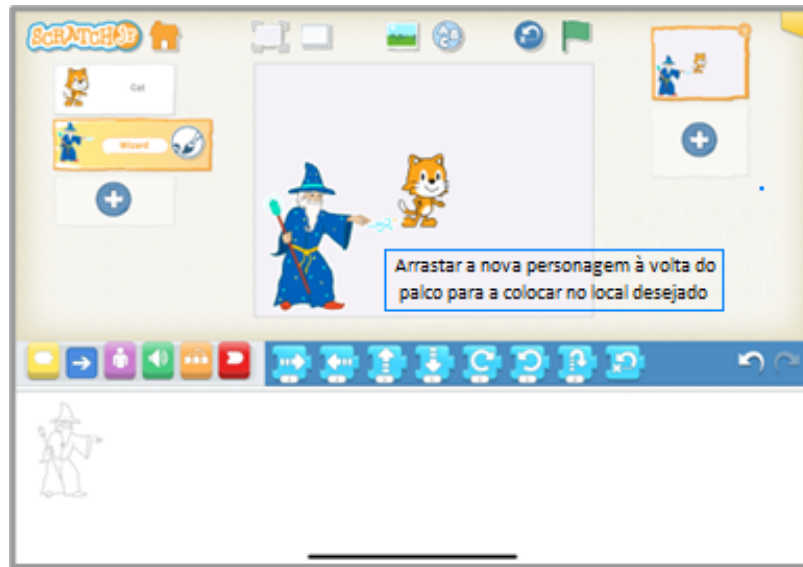 SCRATCHJR
Cat
Wizard
Arrastar a nova personagem à volta do
palco para a colocar no local desejado